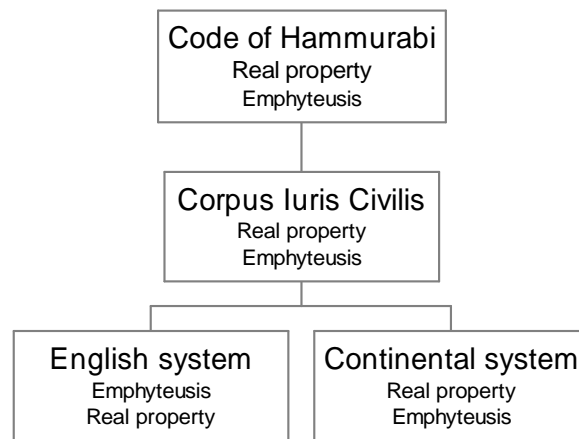 Code of Hammurabi
Real property
Emphyteusis
Corpus Iuris Civilis
Real property
Emphyteusis
English system
Emphyteusis
Real property
Continental system
Real property
Emphyteusis